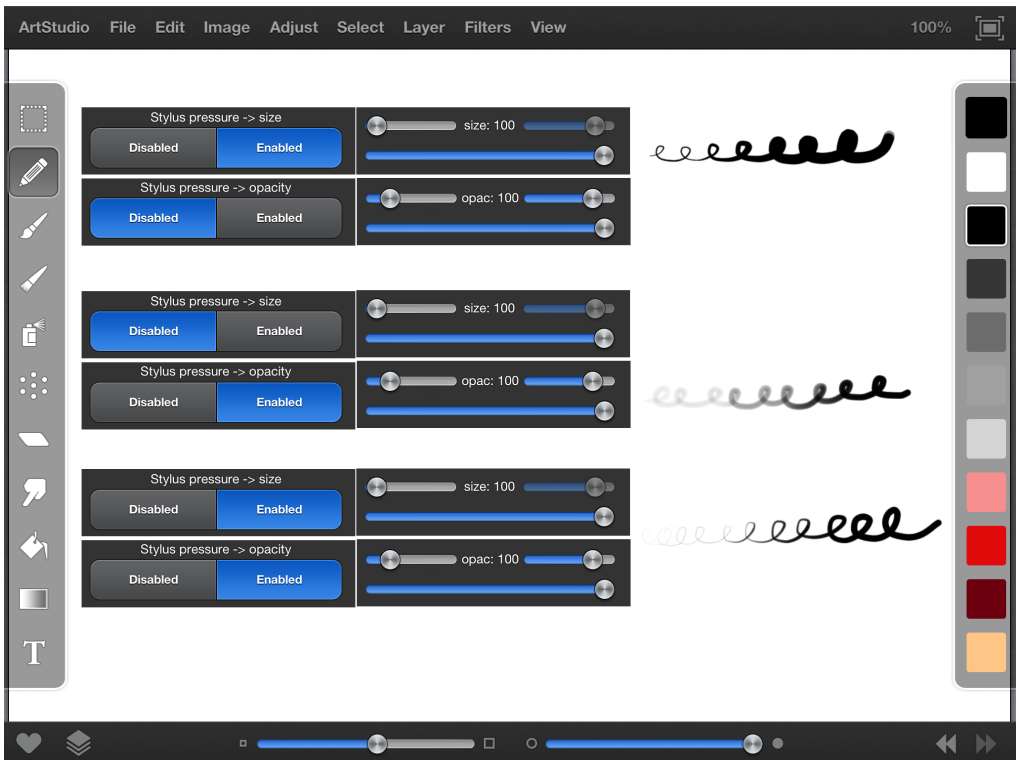 ArtStudio File Edit Image Adjust Select Layer Filters View 100%
Stylus pressure -> size
Disabled Enabled
size: 100
Stylus pressure -> opacity
Disabled Enabled
opac: 100
Stylus pressure -> size
Disabled Enabled
size: 100
Stylus pressure -> opacity
Disabled Enabled
opac: 100
Stylus pressure -> size
Disabled Enabled
size: 100
Stylus pressure -> opacity
Disabled Enabled
opac: 100
T